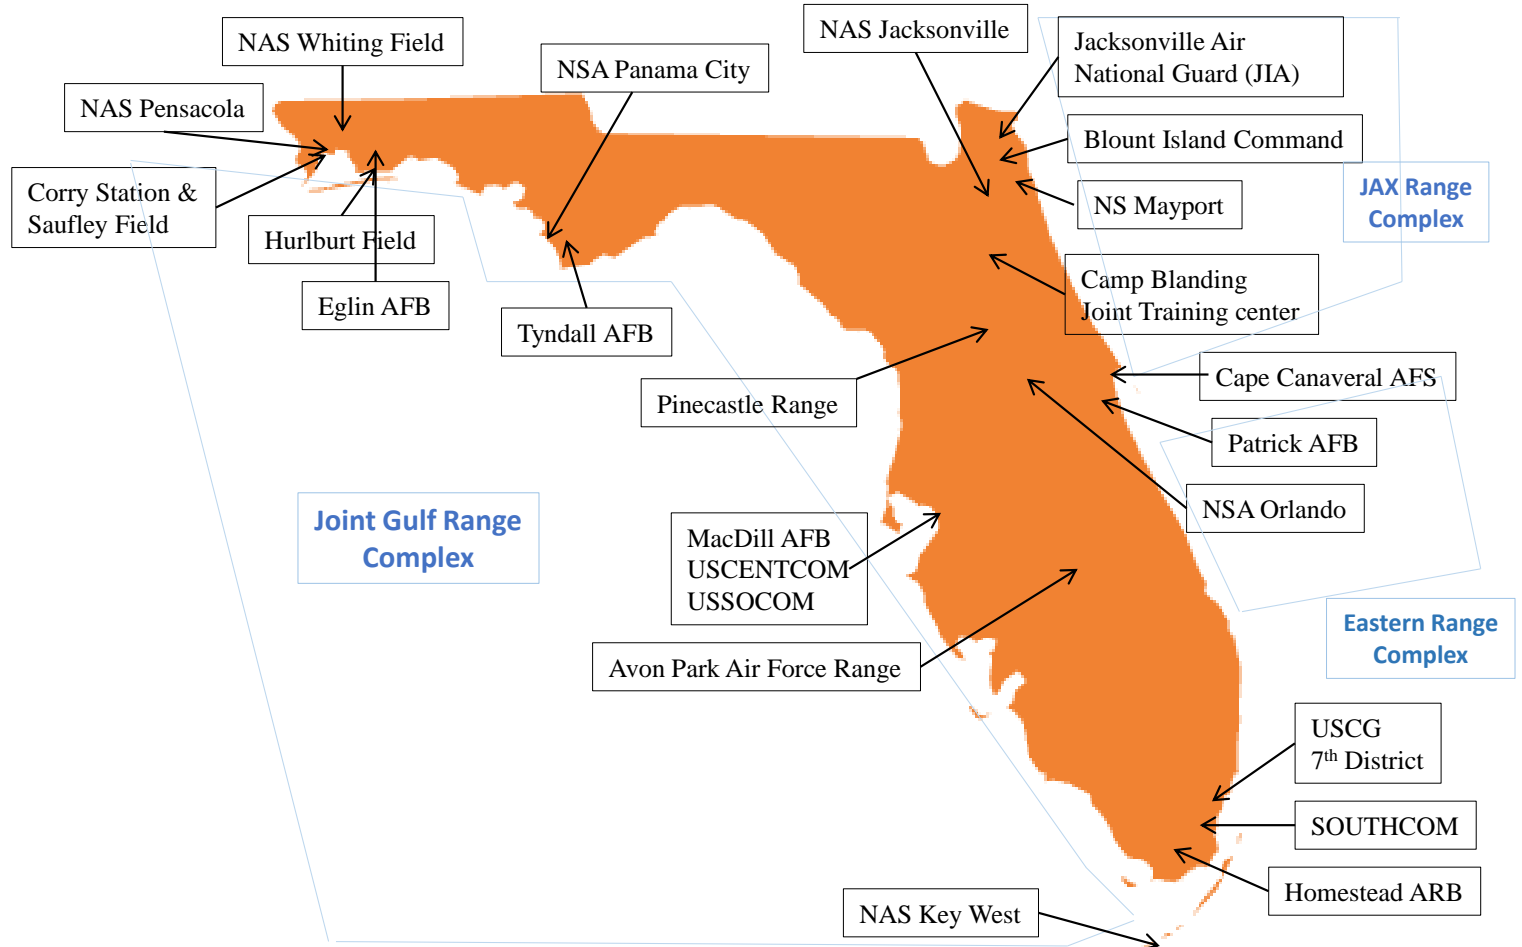 NAS Whiting Field
NAS Jacksonville
Jacksonville Air
National Guard (JIA)
NSA Panama City
NAS Pensacola
Blount Island Command
Corry Station &
Saufley Field
JAX Range
Complex
NS Mayport
Hurlburt Field
Eglin AFB
Camp Blanding
Joint Training center
Tyndall AFB
Cape Canaveral AFS
Pinecastle Range
Patrick AFB
NSA Orlando
Joint Gulf Range
Complex
MacDill AFB
USCENTCOM
USSOCOM
Eastern Range
Complex
Avon Park Air Force Range
USCG
7th District
SOUTHCOM
Homestead ARB
NAS Key West